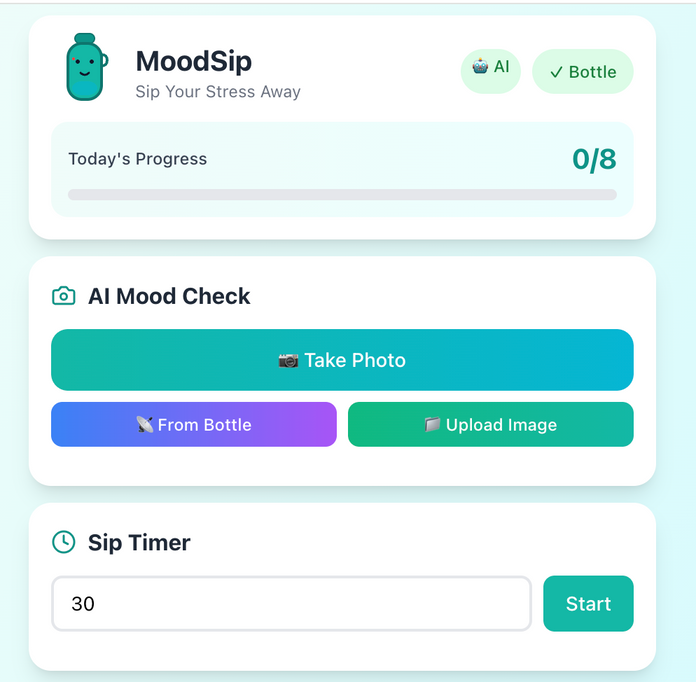 MoodSip
Sip Your Stress Away
🤖 AI
✓ Bottle
Today's Progress
0/8
AI Mood Check
📷 Take Photo
📡 From Bottle
📁 Upload Image
Sip Timer
30
Start